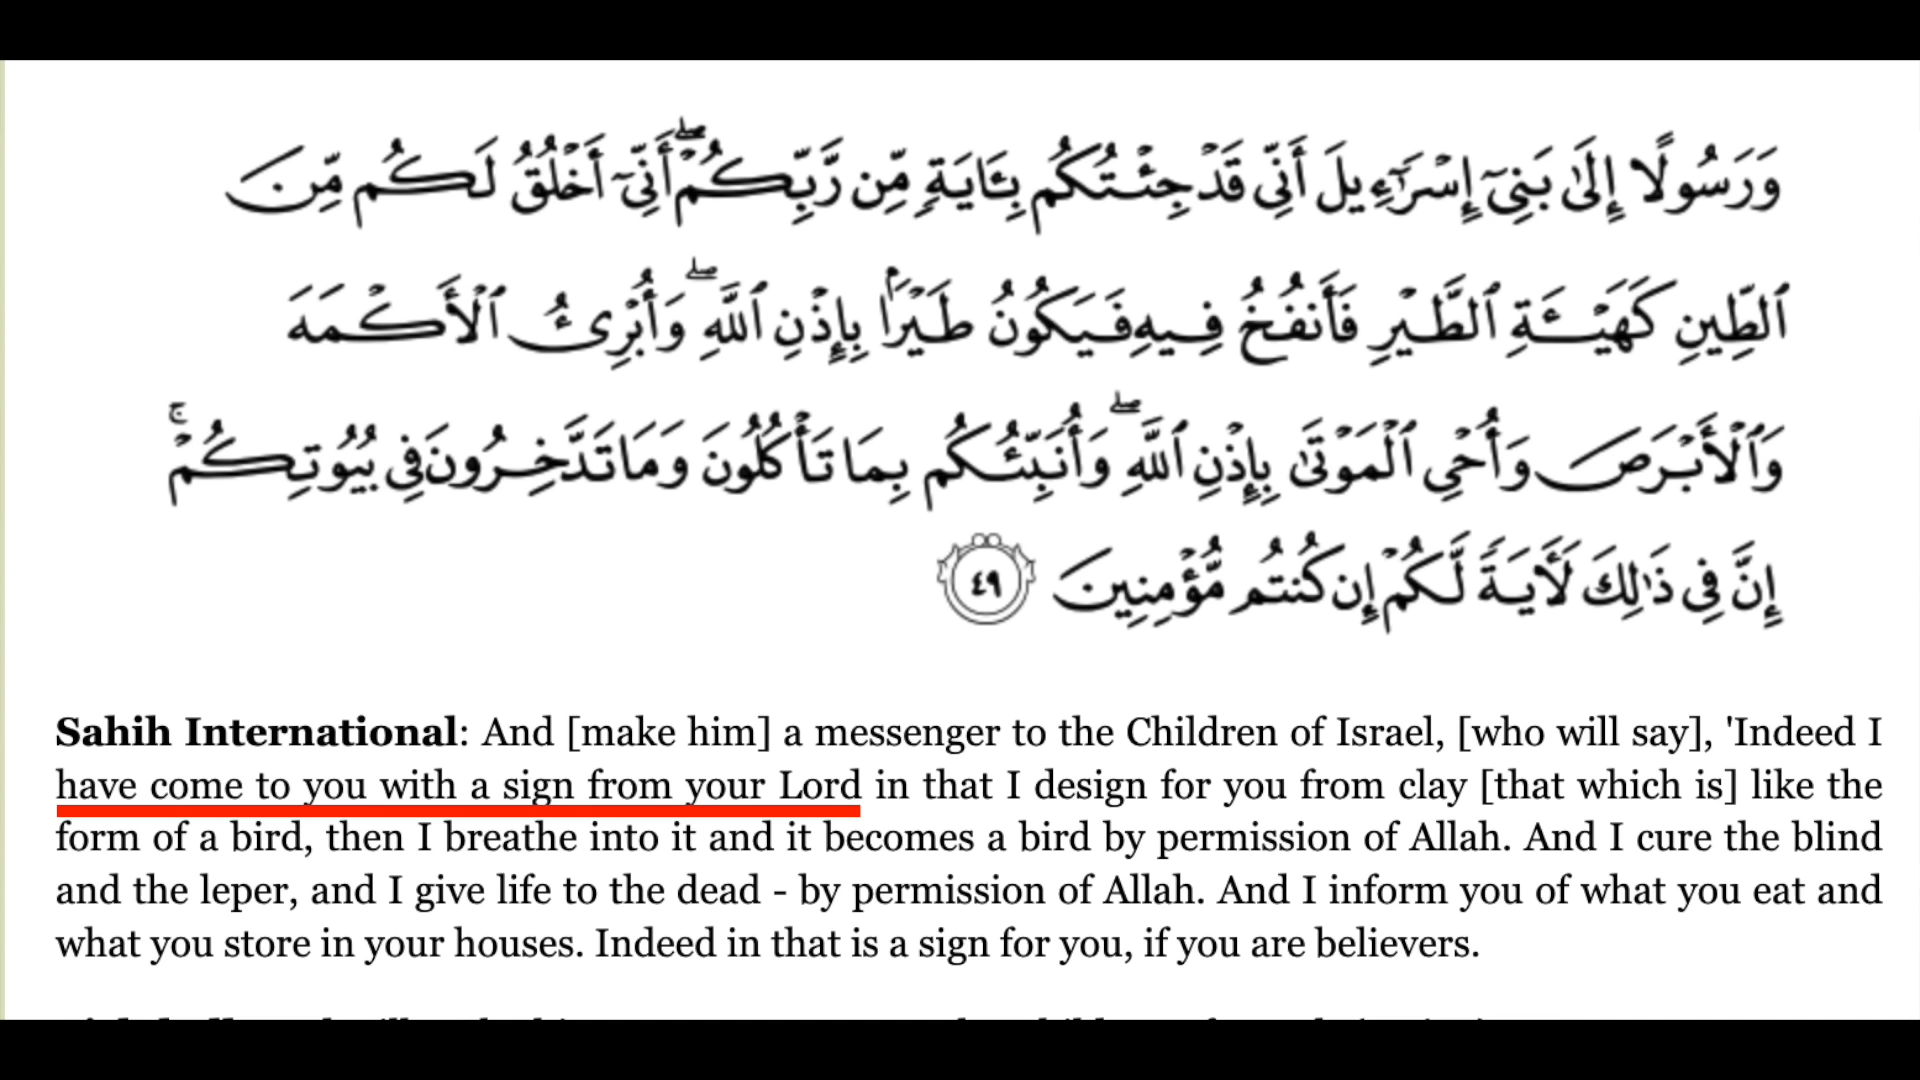 وَرَسُولًا إِلَىٰ بَنِىٓ إِسْرَٰٓءِيلَ أَنِّى قَدْ جِئْتُكُم بِـَٔايَةٍ مِّن رَّبِّكُمْ ۖ أَنِّىٓ أَخْلُقُ لَكُم مِّنَ
ٱلطِّينِ كَهَيْـَٔةِ ٱلطَّيْرِ فَأَنفُخُ فِيهِ فَيَكُونُ طَيْرًۢا بِإِذْنِ ٱللَّهِ ۖ وَأُبْرِئُ ٱلْأَكْمَهَ
وَٱلْأَبْرَصَ وَأُحْىِ ٱلْمَوْتَىٰ بِإِذْنِ ٱللَّهِ ۖ وَأُنَبِّئُكُم بِمَا تَأْكُلُونَ وَمَا تَدَّخِرُونَ فِى بُيُوتِكُمْ ۚ
إِنَّ فِى ذَٰلِكَ لَـَٔايَةً لَّكُمْ إِن كُنتُم مُّؤْمِنِينَ ٤٩
Sahih International: And [make him] a messenger to the Children of Israel, [who will say], 'Indeed I
have come to you with a sign from your Lord in that I design for you from clay [that which is] like the
form of a bird, then I breathe into it and it becomes a bird by permission of Allah. And I cure the blind
and the leper, and I give life to the dead - by permission of Allah. And I inform you of what you eat and
what you store in your houses. Indeed in that is a sign for you, if you are believers.